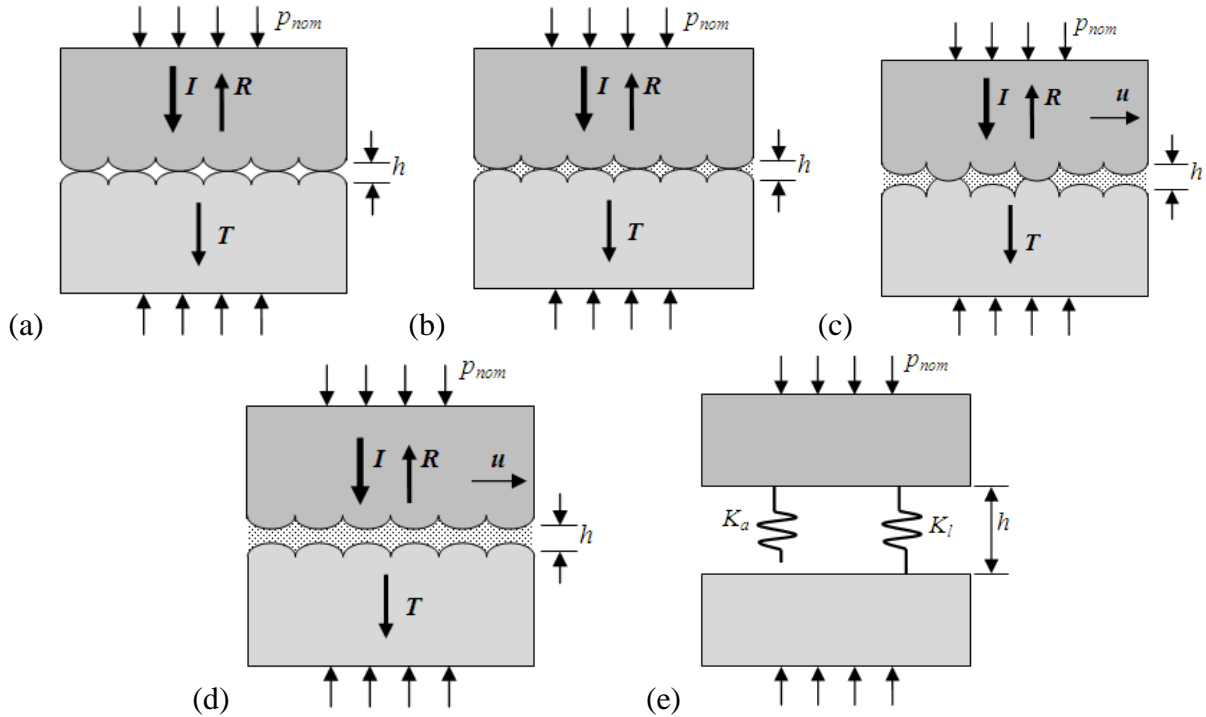 p_nom
I R
h
T
(a)
p_nom
I R
h
T
(b)
p_nom
I R u
h
T
(c)
p_nom
I R u
h
T
(d)
p_nom
K_a K_l h
(e)